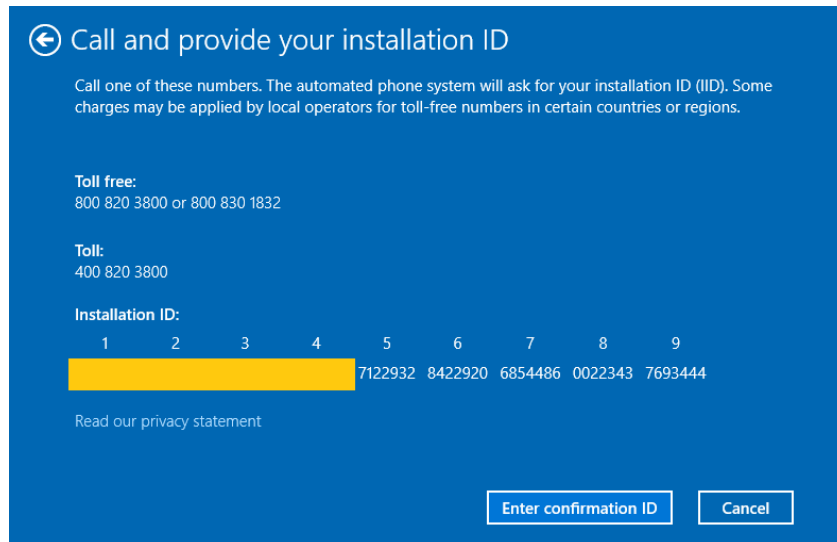 Call and provide your installation ID
Call one of these numbers. The automated phone system will ask for your installation ID (IID). Some
charges may be applied by local operators for toll-free numbers in certain countries or regions.
Toll free:
800 820 3800 or 800 830 1832
Toll:
400 820 3800
Installation ID:
1 2 3 4 5 6 7 8 9
7122932 8422920 6854486 0022343 7693444
Read our privacy statement
Enter confirmation ID Cancel